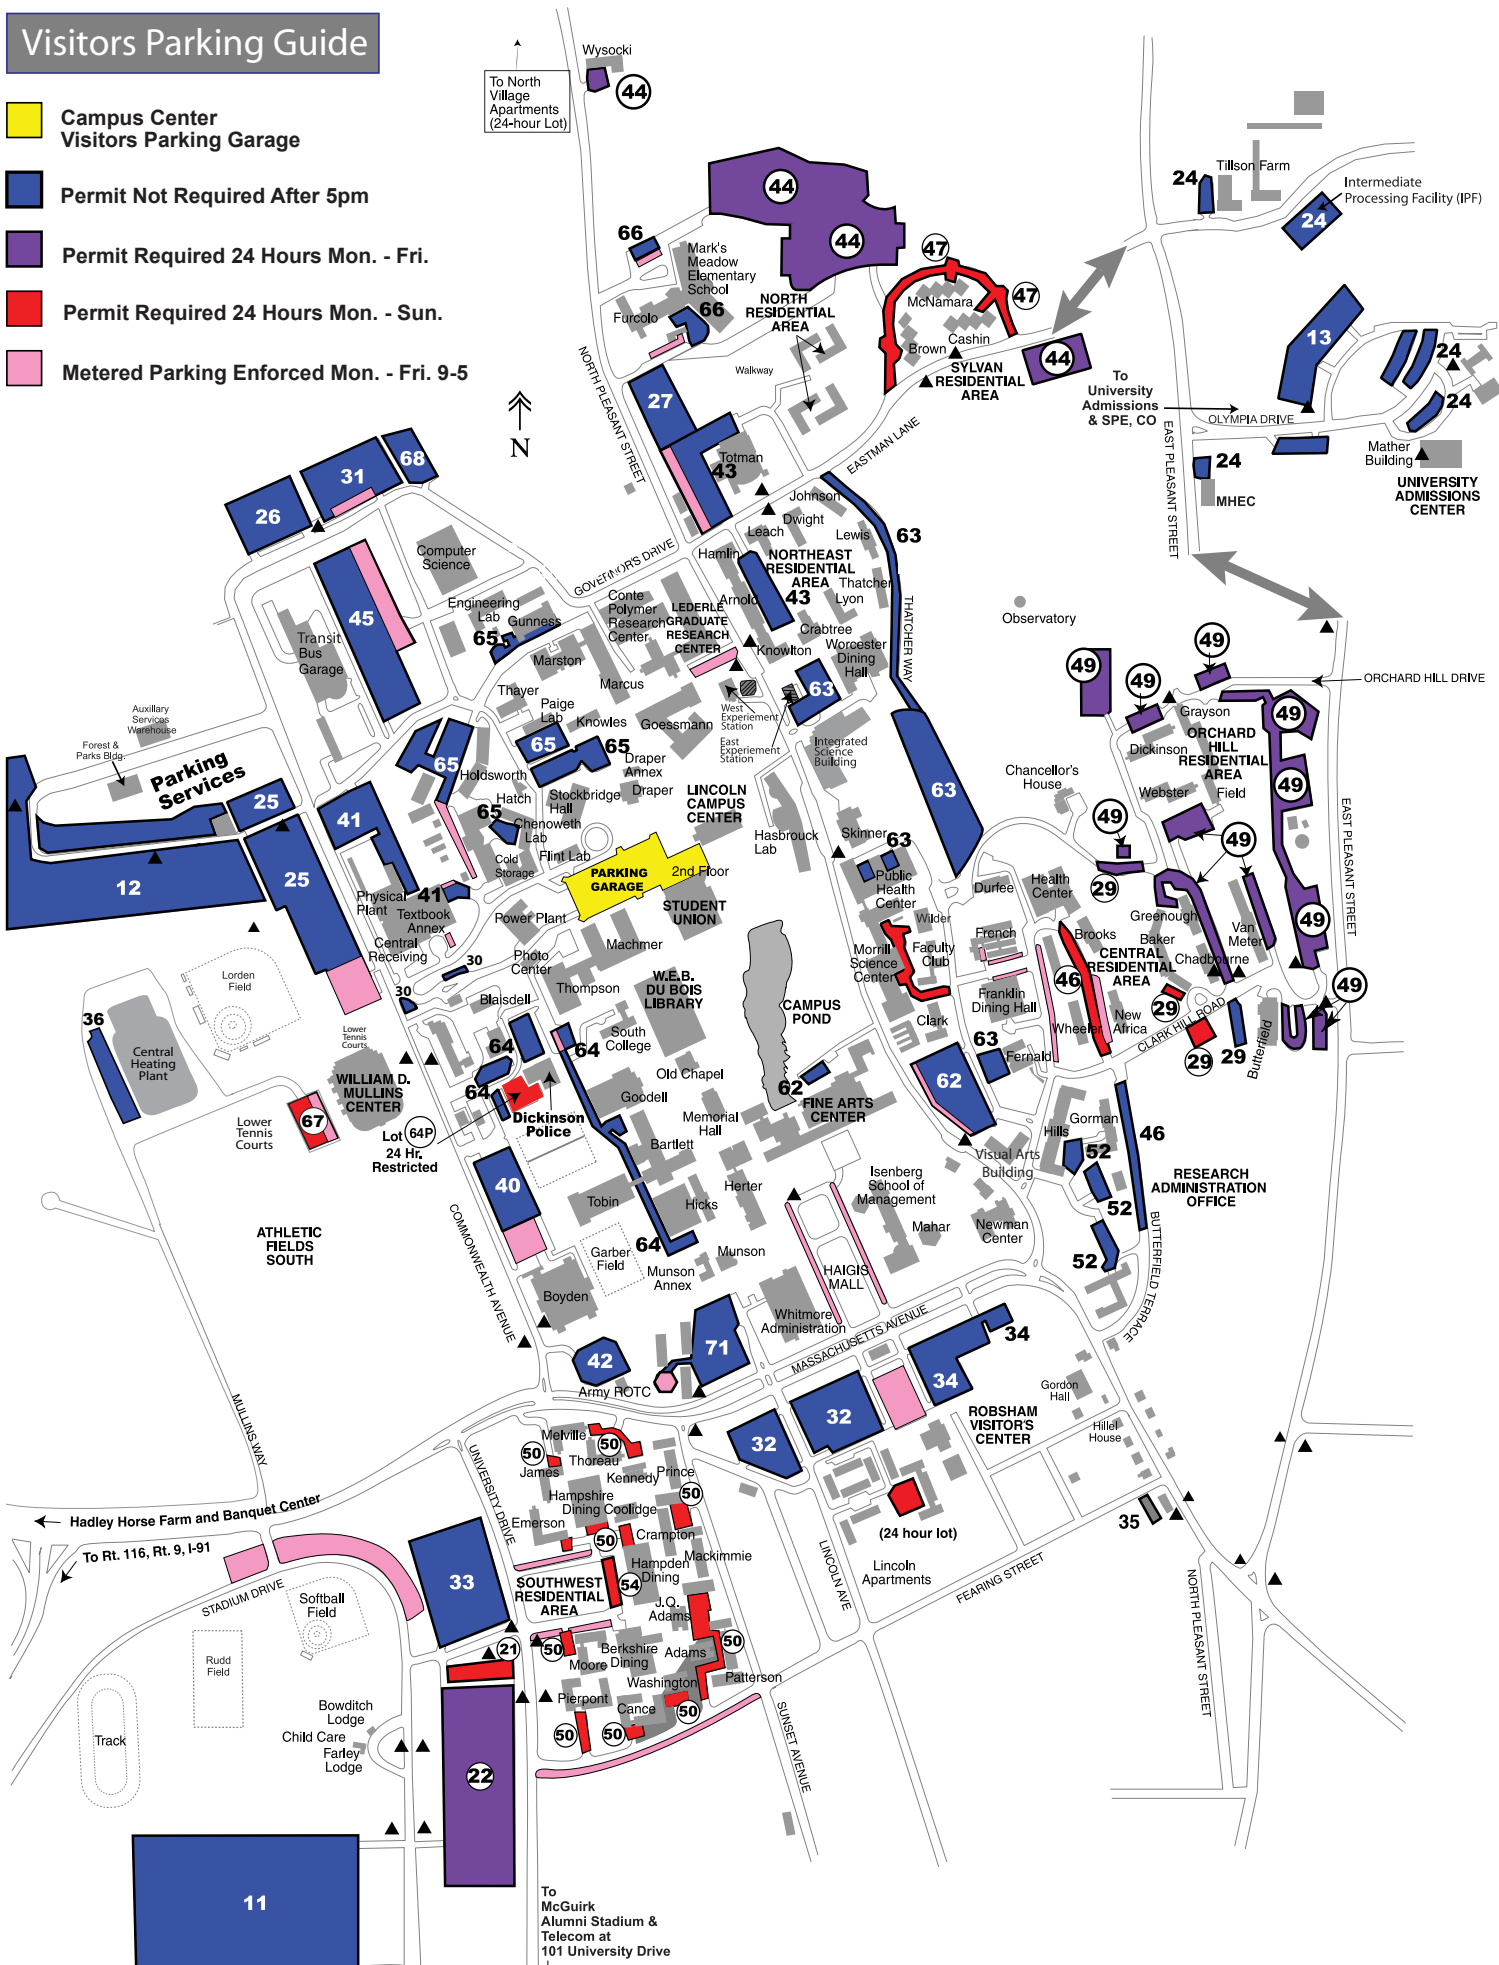 Visitors Parking Guide
Campus Center
Visitors Parking Garage
Permit Not Required After 5pm
Permit Required 24 Hours Mon. - Fri.
Permit Required 24 Hours Mon. - Sun.
Metered Parking Enforced Mon. - Fri. 9-5
To North
Village
Apartments
(24-hour Lot)
Wysocki
44
44
44
66
Mark's
Meadow
Elementary
School
66
Furcolo
NORTH
RESIDENTIAL
AREA
Walkway
47
47
McNamara
Cashin
Brown
SYLVAN
RESIDENTIAL
AREA
44
Tillson Farm
24
24
Intermediate
Processing Facility (IPF)
13
24
24
To
University
Admissions
& SPE, CO
OLYMPIA DRIVE
EAST PLEASANT STREET
24
MHEC
Mather
Building
UNIVERSITY
ADMISSIONS
CENTER
N
NORTH PLEASANT STREET
27
43
Totman
EASTMAN LANE
68
31
26
45
Computer
Science
GOVERNOR'S DRIVE
Transit
Bus
Garage
Engineering
Lab
Gunness
65
Marston
Conte
Polymer
Research
Center
LEDERLE
GRADUATE
RESEARCH
CENTER
Marcus
Johnson
Dwight
Leach
Lewis
Hamlin
NORTHEAST
RESIDENTIAL
AREA
Thatcher
Lyon
Arnold
43
Crabtree
Knowlton
Worcester
Dining
Hall
63
THATCHER WAY
63
63
West
Experiement
Station
East
Experiement
Station
Integrated
Science
Building
Observatory
49
49
49
ORCHARD HILL DRIVE
Grayson
49
Dickinson
ORCHARD
HILL
RESIDENTIAL
AREA
Webster
Field
49
49
49
49
EAST PLEASANT STREET
Chancellor's
House
29
Auxillary
Services
Warehouse
Forest &
Parks Bldg.
Parking
Services
25
25
12
41
41
Thayer
Paige
Lab
Knowles
Goessmann
65
65
65
65
Holdsworth
Hatch
Stockbridge
Hall
Draper
Annex
Draper
Chenoweth
Lab
Cold
Storage
Flint Lab
LINCOLN
CAMPUS
CENTER
PARKING
GARAGE
2nd Floor
STUDENT
UNION
Hasbrouck
Lab
Skinner
63
Public
Health
Center
Durfee
Health
Center
Wilder
French
Faculty
Club
Morrill
Science
Center
Brooks
CENTRAL
RESIDENTIAL
AREA
Greenough
Baker
Chadbourne
Van
Meter
46
29
29
29
Butterfield
49
CLARK HILL ROAD
Franklin
Dining Hall
Wheeler
New
Africa
Clark
63
Fernald
62
62
Physical
Plant
Textbook
Annex
Central
Receiving
Power Plant
30
30
Photo
Center
Machmer
Thompson
Blaisdell
W.E.B.
DU BOIS
LIBRARY
CAMPUS
POND
South
College
Old Chapel
Goodell
Memorial
Hall
FINE ARTS
CENTER
Bartlett
64
64
64
64
Dickinson
Police
Lot 64P
24 Hr.
Restricted
Lorden
Field
36
Central
Heating
Plant
Lower
Tennis
Courts
WILLIAM D.
MULLINS
CENTER
Lower
Tennis
Courts
67
ATHLETIC
FIELDS
SOUTH
COMMONWEALTH AVENUE
40
Tobin
Hicks
Herter
Garber
Field
Munson
Munson
Annex
Boyden
Visual Arts
Building
Isenberg
School of
Management
Mahar
Newman
Center
HAIGIS
MALL
Whitmore
Administration
Hills
Gorman
46
52
52
52
RESEARCH
ADMINISTRATION
OFFICE
BUTTERFIELD TERRACE
71
42
Army ROTC
MASSACHUSETTS AVENUE
32
32
34
34
ROBSHAM
VISITOR'S
CENTER
Gordon
Hall
Hillel
House
35
(24 hour lot)
Lincoln
Apartments
LINCOLN AVE
FEARING STREET
NORTH PLEASANT STREET
SUNSET AVENUE
MULLINS WAY
UNIVERSITY DRIVE
Hadley Horse Farm and Banquet Center
To Rt. 116, Rt. 9, I-91
STADIUM DRIVE
Melville
50
50
Thoreau
James
Kennedy
Prince
50
Hampshire
Dining
Coolidge
Emerson
50
Crampton
Mackimmie
Hampden
Dining
54
SOUTHWEST
RESIDENTIAL
AREA
J.Q.
Adams
Adams
50
50
Moore
Berkshire
Dining
Washington
Patterson
Pierpont
Cance
50
50
50
33
21
22
Softball
Field
Rudd
Field
Track
Bowditch
Lodge
Child Care
Farley
Lodge
11
To
McGuirk
Alumni Stadium &
Telecom at
101 University Drive